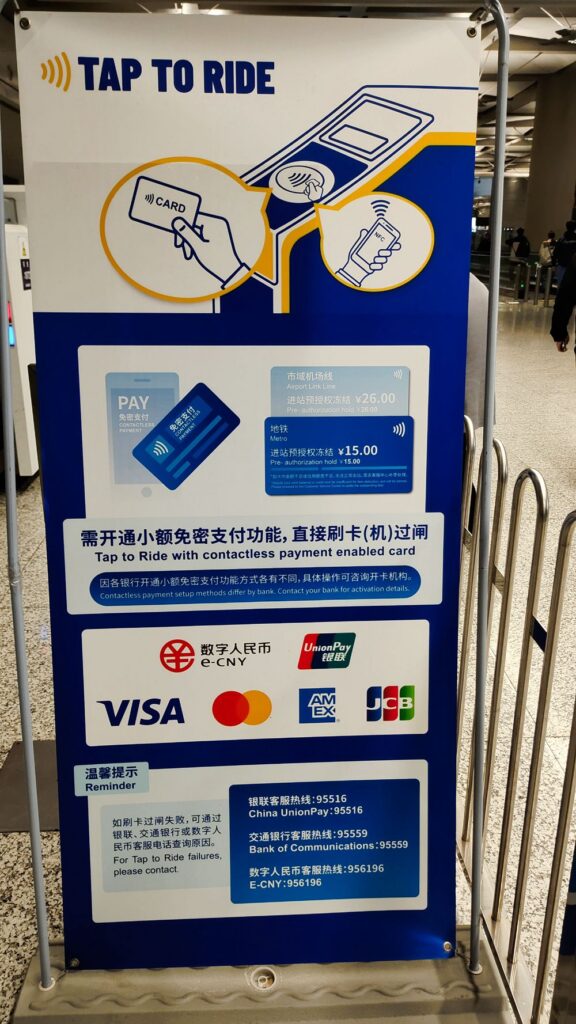 TAP TO RIDE
CARD
NFC
PAY
免密支付
CONTACTLESS
PAYMENT
免密支付
CONTACTLESS
PAYMENT
市域机场线
Airport Link Line
进站预授权冻结 ¥26.00
Pre- authorization hold ¥ 26.00
地铁
Metro
进站预授权冻结 ¥15.00
Pre- authorization hold ¥ 15.00
需开通小额免密支付功能，直接刷卡(机)过闸
Tap to Ride with contactless payment enabled card
因各银行开通小额免密支付功能方式各有不同，具体操作可咨询开卡机构。
Contactless payment setup methods differ by bank. Contact your bank for activation details.
数字人民币
e-CNY
UnionPay
银联
VISA
AM
EX
JCB
温馨提示
Reminder
如刷卡过闸失败，可通过
银联、交通银行或数字人
民币客服电话查询原因。
For Tap to Ride failures,
please contact.
银联客服热线：95516
China UnionPay：95516
交通银行客服热线：95559
Bank of Communications：95559
数字人民币客服热线：956196
E-CNY：956196